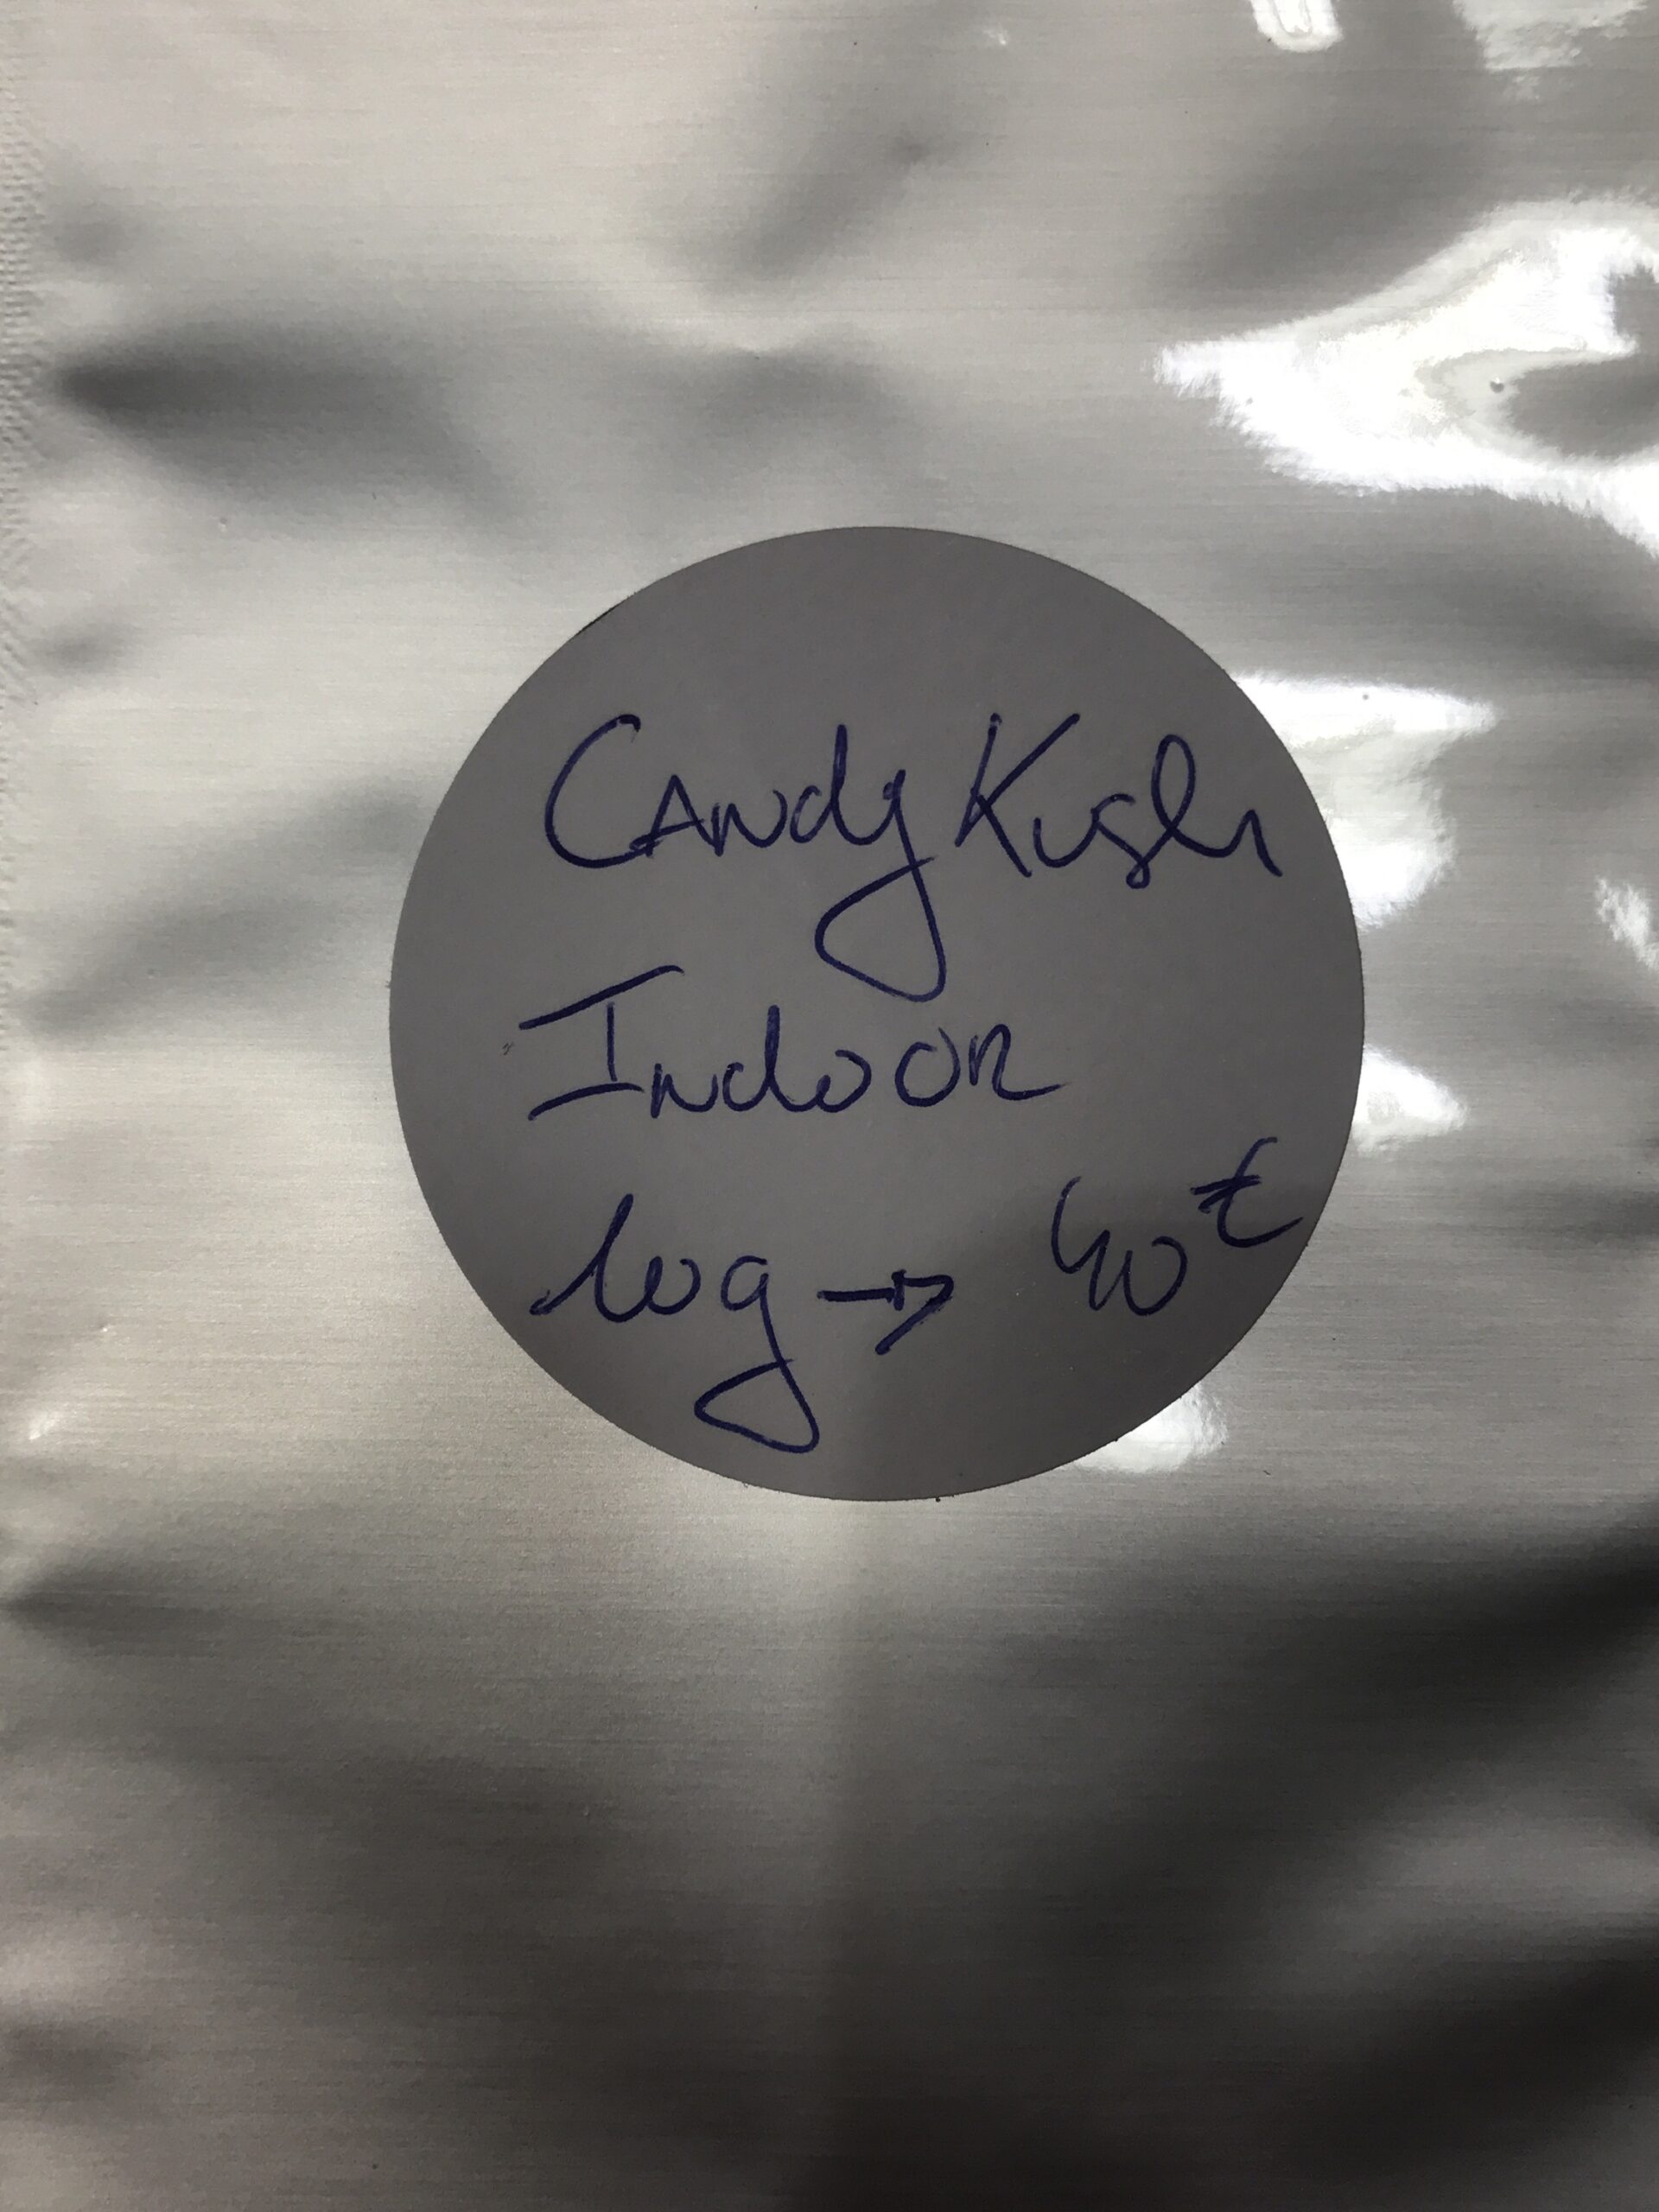 Candy Kush
Indoor
10g → 40€